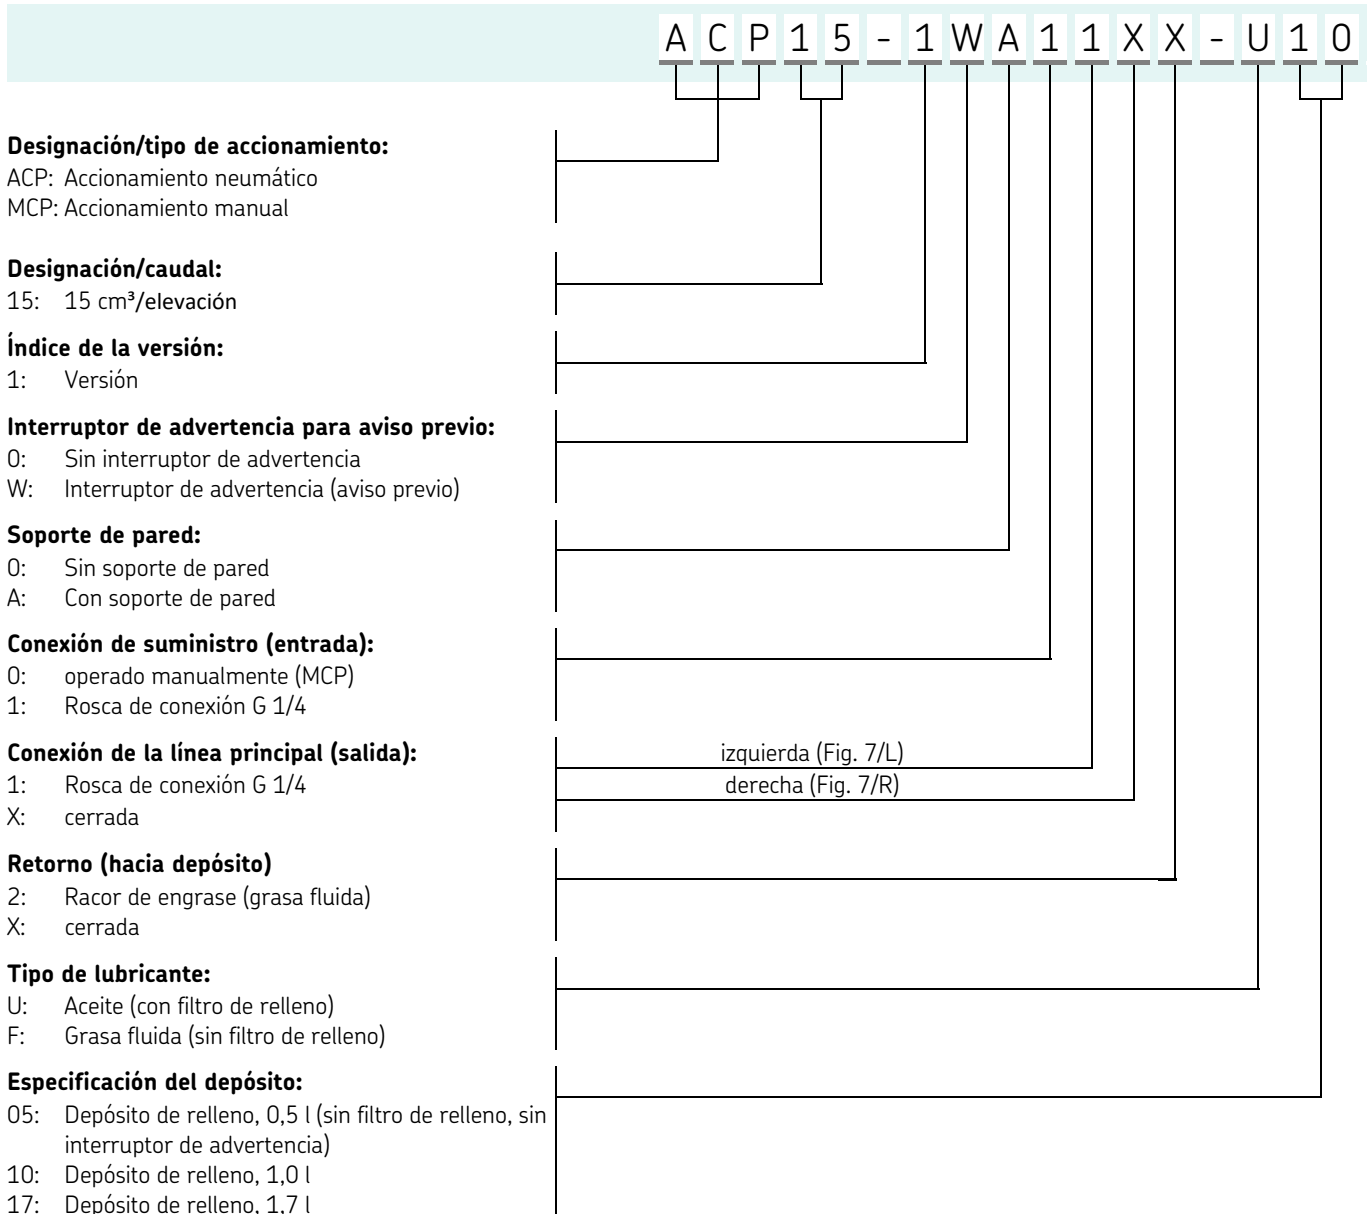 ACP15-1WA11XX-U10
Designación/tipo de accionamiento:
ACP: Accionamiento neumático
MCP: Accionamiento manual
Designación/caudal:
15: 15 cm³/elevación
Índice de la versión:
1: Versión
Interruptor de advertencia para aviso previo:
0: Sin interruptor de advertencia
W: Interruptor de advertencia (aviso previo)
Soporte de pared:
0: Sin soporte de pared
A: Con soporte de pared
Conexión de suministro (entrada):
0: operado manualmente (MCP)
1: Rosca de conexión G 1/4
Conexión de la línea principal (salida):
izquierda (Fig. 7/L)
1: Rosca de conexión G 1/4
derecha (Fig. 7/R)
X: cerrada
Retorno (hacia depósito)
2: Racor de engrase (grasa fluida)
X: cerrada
Tipo de lubricante:
U: Aceite (con filtro de relleno)
F: Grasa fluida (sin filtro de relleno)
Especificación del depósito:
05: Depósito de relleno, 0,5 l (sin filtro de relleno, sin
interruptor de advertencia)
10: Depósito de relleno, 1,0 l
17: Depósito de relleno, 1,7 l